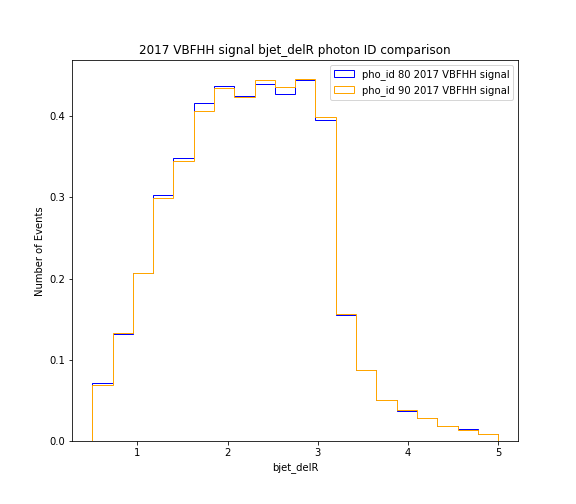 2017 VBFHH signal bjet_delR photon ID comparison
pho_id 80 2017 VBFHH signal
pho_id 90 2017 VBFHH signal
Number of Events
0.4
0.3
0.2
0.1
0.0
1 2 3 4 5
bjet_delR